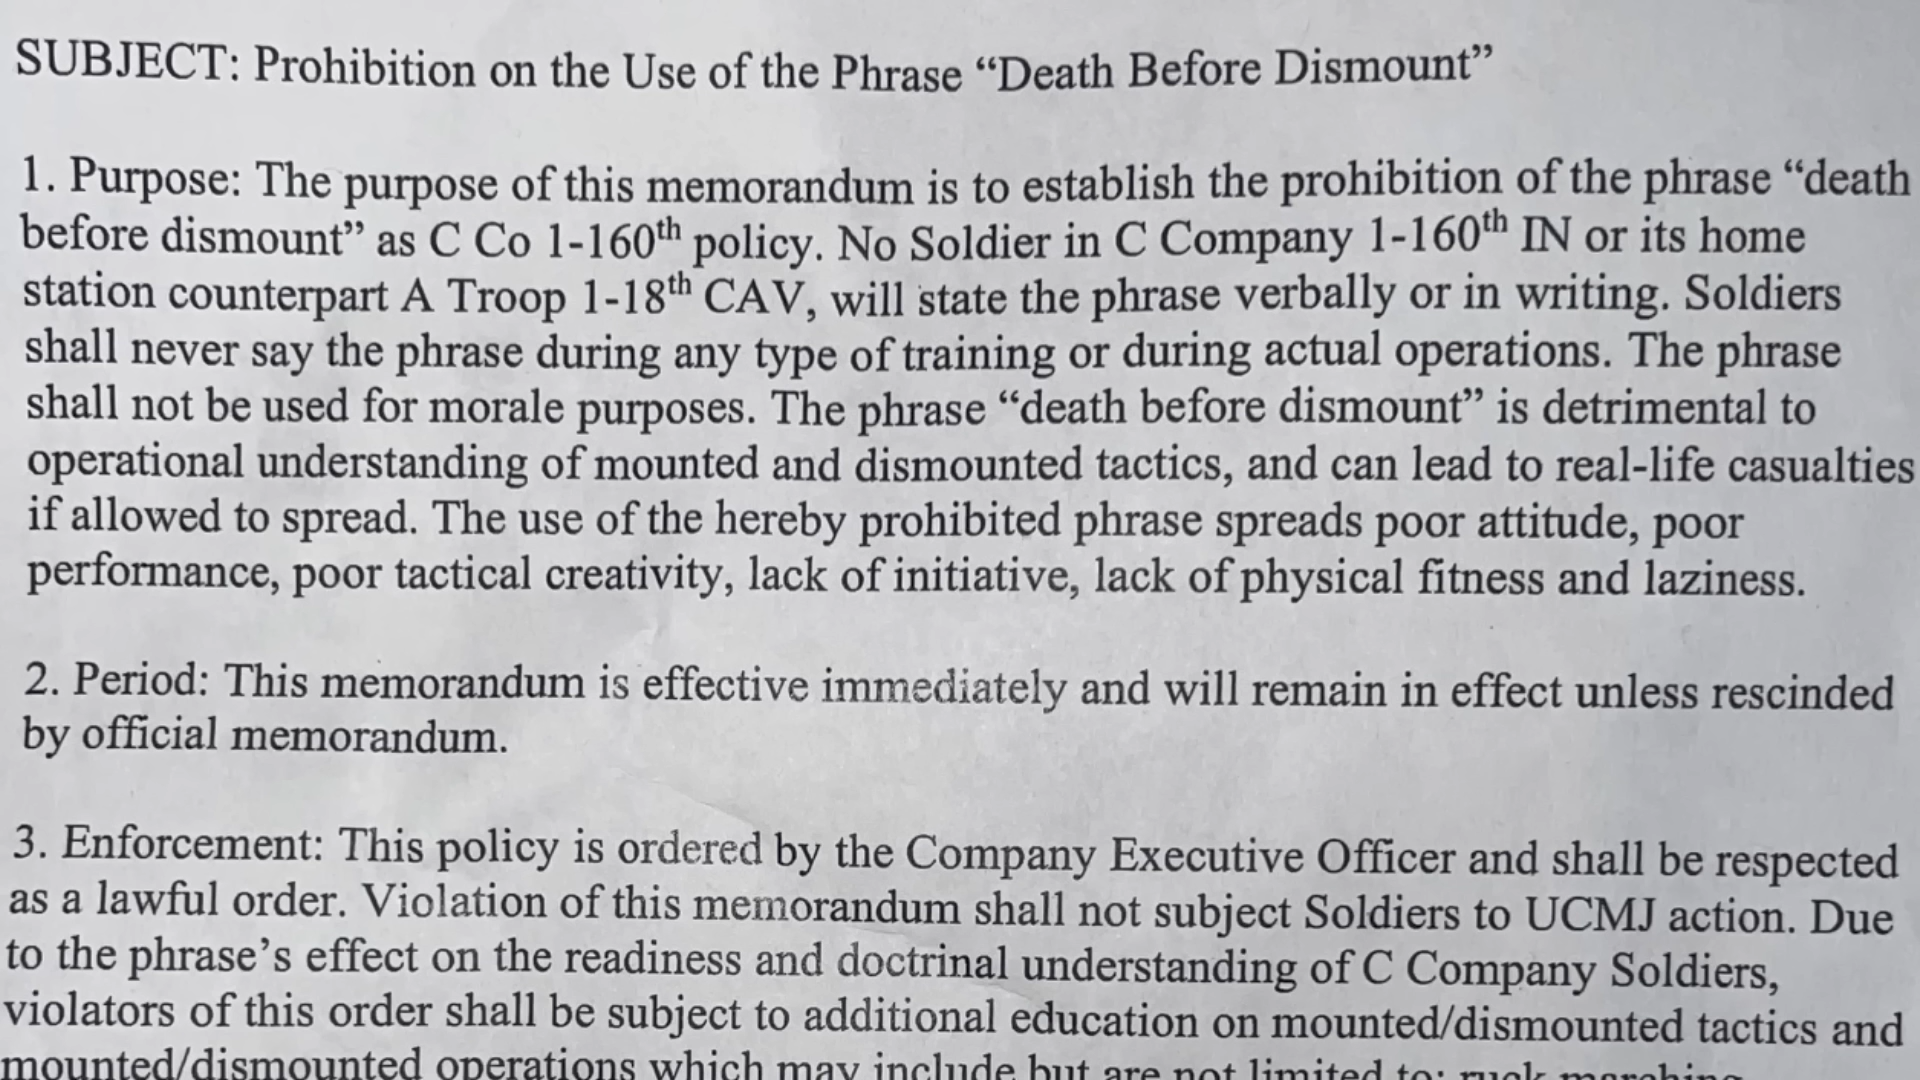 SUBJECT: Prohibition on the Use of the Phrase “Death Before Dismount”
1. Purpose: The purpose of this memorandum is to establish the prohibition of the phrase “death
before dismount” as C Co 1-160th policy. No Soldier in C Company 1-160th IN or its home
station counterpart A Troop 1-18th CAV, will state the phrase verbally or in writing. Soldiers
shall never say the phrase during any type of training or during actual operations. The phrase
shall not be used for morale purposes. The phrase “death before dismount” is detrimental to
operational understanding of mounted and dismounted tactics, and can lead to real-life casualties
if allowed to spread. The use of the hereby prohibited phrase spreads poor attitude, poor
performance, poor tactical creativity, lack of initiative, lack of physical fitness and laziness.
2. Period: This memorandum is effective immediately and will remain in effect unless rescinded
by official memorandum.
3. Enforcement: This policy is ordered by the Company Executive Officer and shall be respected
as a lawful order. Violation of this memorandum shall not subject Soldiers to UCMJ action. Due
to the phrase’s effect on the readiness and doctrinal understanding of C Company Soldiers,
violators of this order shall be subject to additional education on mounted/dismounted tactics and
mounted/dismounted operations which may include but are not limited to: ruck marching